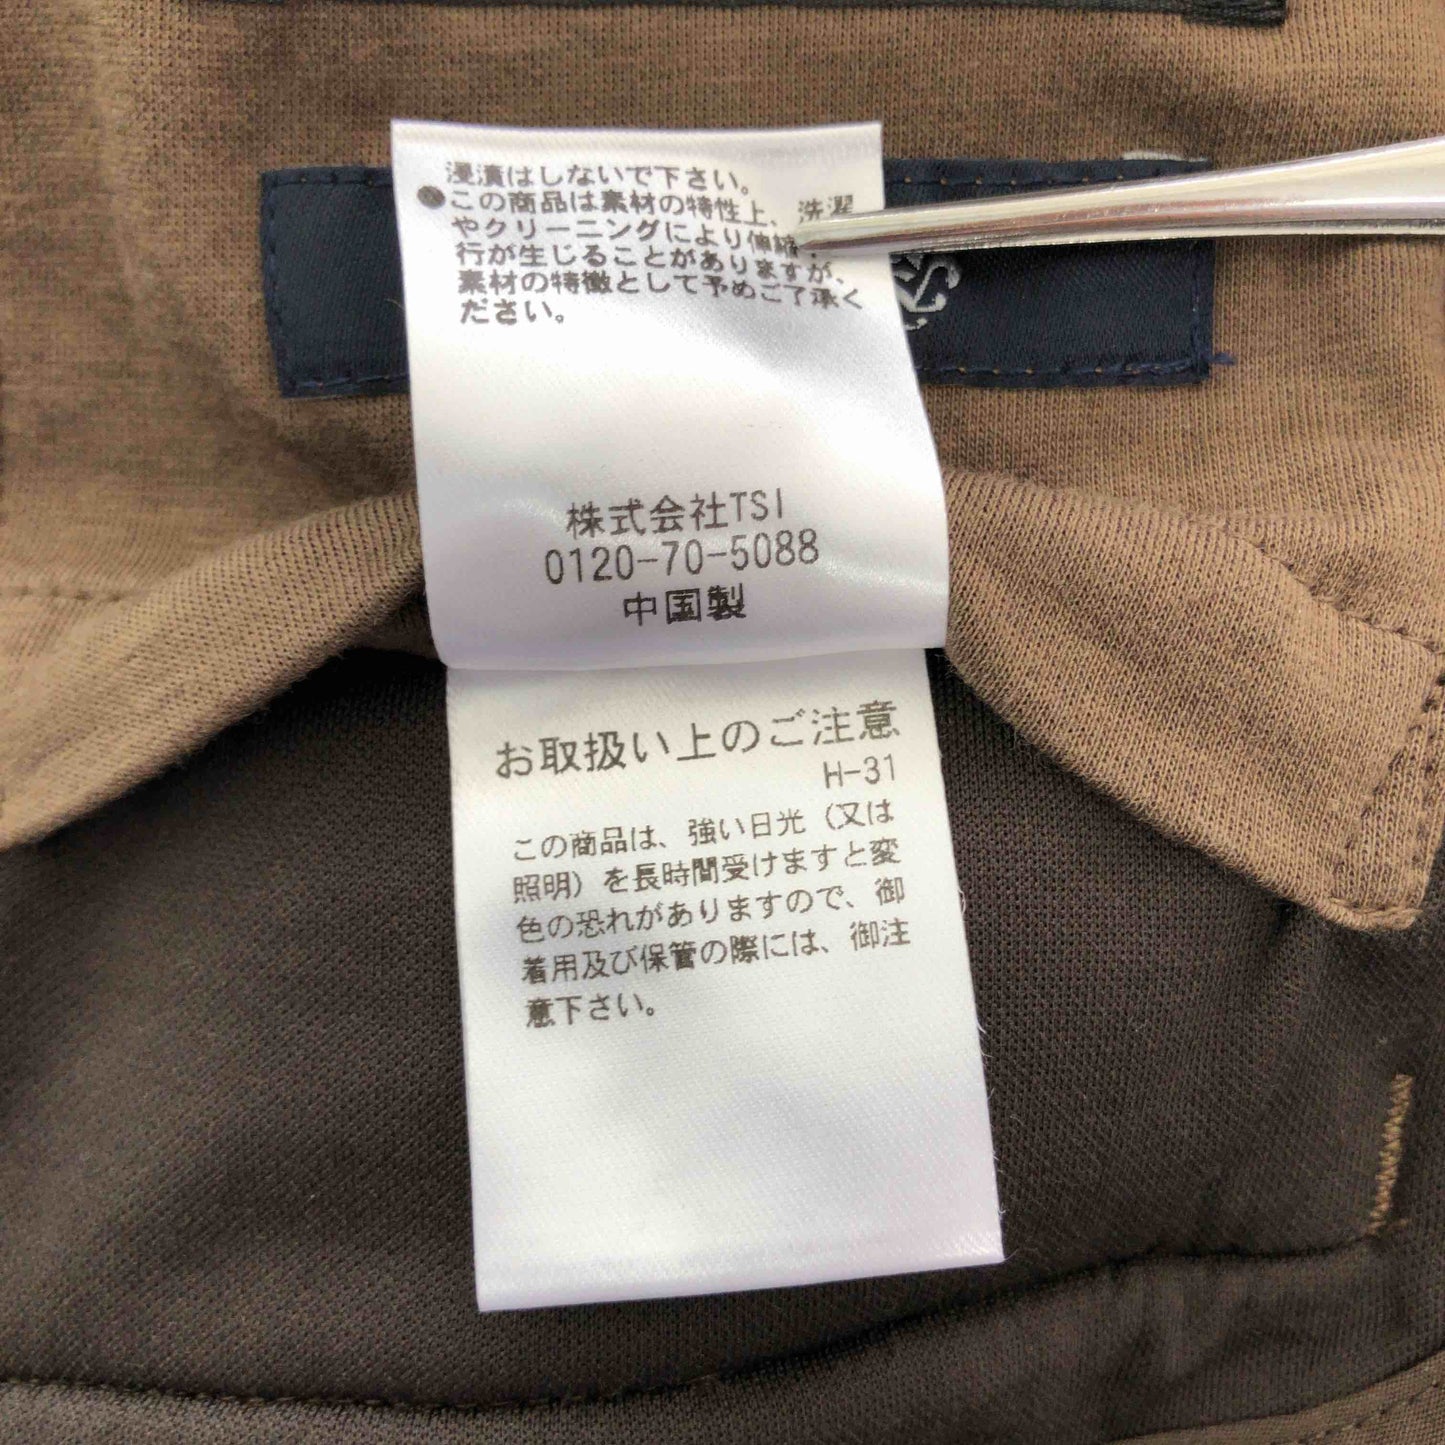 浸漬はしないで下さい。
●この商品は素材の特性上、洗濯
やクリーニングにより伸縮・
行が生じることがありますが、
素材の特徴として予めご了承く
ださい。
株式会社TSI
0120-70-5088
中国製
お取扱い上のご注意
H-31
この商品は、強い日光（又は
照明）を長時間受けますと変
色の恐れがありますので、御
着用及び保管の際には、御注
意下さい。